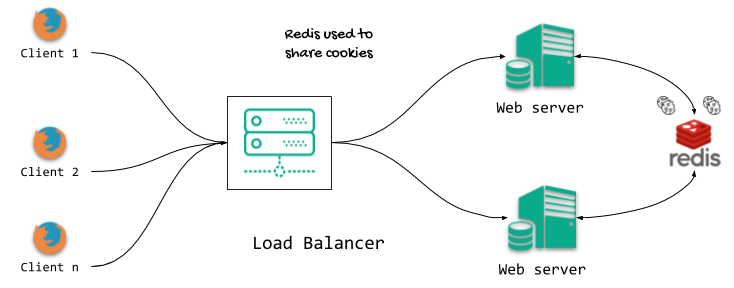 Redis used to
share cookies
Client 1
Client 2
Client n
Load Balancer
Web server
Web server
redis